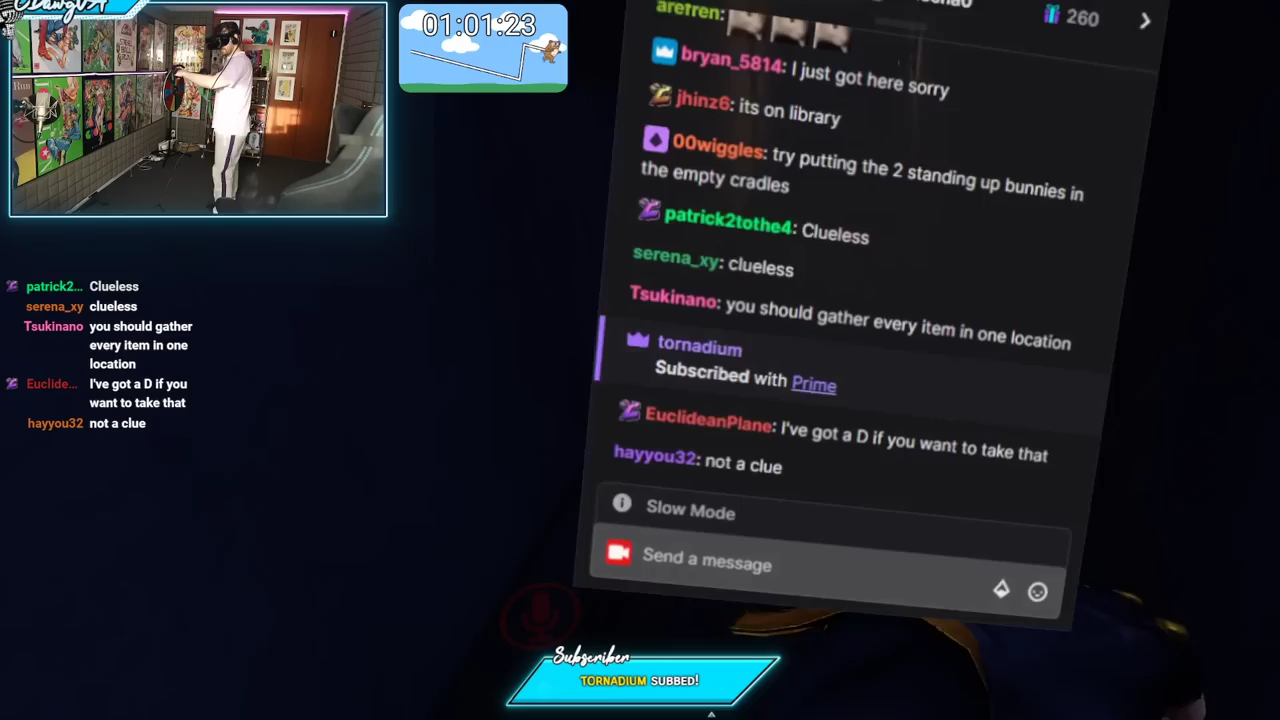 CDawgVA
01:01:23
260
arefren:
bryan_5814: I just got here sorry
jhinz6: its on library
00wiggles: try putting the 2 standing up bunnies in
the empty cradles
patrick2tothe4: Clueless
serena_xy: clueless
Tsukinano: you should gather every item in one location
tornadium
Subscribed with Prime
EuclideanPlane: I've got a D if you want to take that
hayyou32: not a clue
Slow Mode
Send a message
patrick2... Clueless
serena_xy clueless
Tsukinano you should gather
every item in one
location
Euclide... I've got a D if you
want to take that
hayyou32 not a clue
Subscriber
TORNADIUM SUBBED!